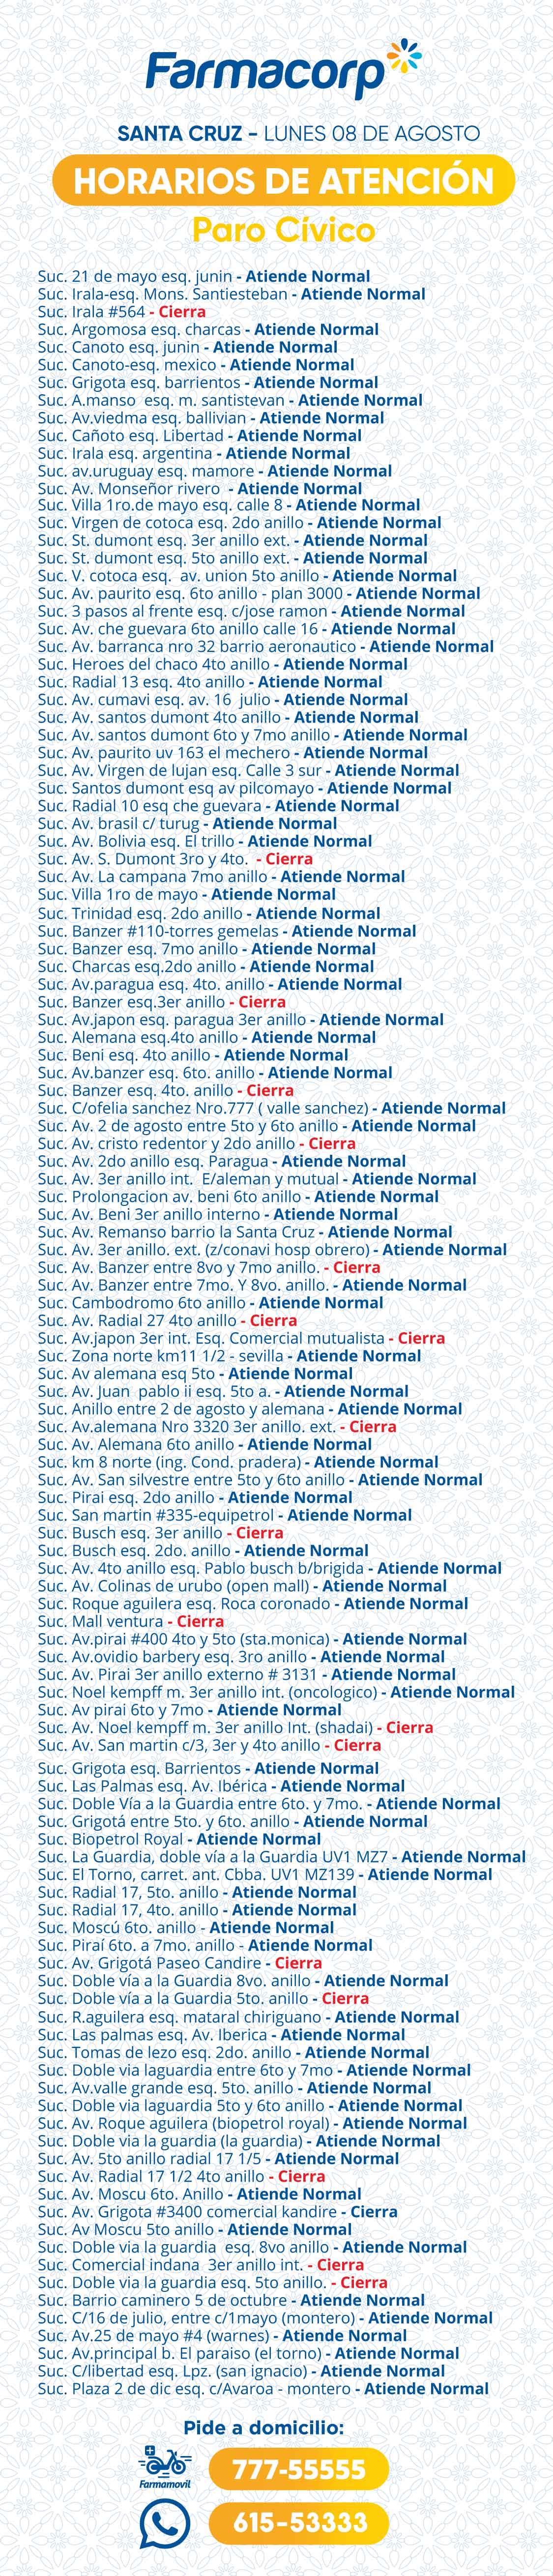 Farmacorp
SANTA CRUZ - LUNES 08 DE AGOSTO
HORARIOS DE ATENCIÓN
Paro Cívico
Suc. 21 de mayo esq. junin - Atiende Normal
Suc. Irala-esq. Mons. Santiesteban - Atiende Normal
Suc. Irala #564 - Cierra
Suc. Argomosa esq. charcas - Atiende Normal
Suc. Canoto esq. junin - Atiende Normal
Suc. Canoto-esq. mexico - Atiende Normal
Suc. Grigota esq. barrientos - Atiende Normal
Suc. A.manso esq. m. santistevan - Atiende Normal
Suc. Av.viedma esq. ballivian - Atiende Normal
Suc. Cañoto esq. Libertad - Atiende Normal
Suc. Irala esq. argentina - Atiende Normal
Suc. av.uruguay esq. mamore - Atiende Normal
Suc. Av. Monseñor rivero - Atiende Normal
Suc. Villa 1ro.de mayo esq. calle 8 - Atiende Normal
Suc. Virgen de cotoca esq. 2do anillo - Atiende Normal
Suc. St. dumont esq. 3er anillo ext. - Atiende Normal
Suc. St. dumont esq. 5to anillo ext. - Atiende Normal
Suc. V. cotoca esq. av. union 5to anillo - Atiende Normal
Suc. Av. paurito esq. 6to anillo - plan 3000 - Atiende Normal
Suc. 3 pasos al frente esq. c/jose ramon - Atiende Normal
Suc. Av. che guevara 6to anillo calle 16 - Atiende Normal
Suc. Av. barranca nro 32 barrio aeronautico - Atiende Normal
Suc. Heroes del chaco 4to anillo - Atiende Normal
Suc. Radial 13 esq. 4to anillo - Atiende Normal
Suc. Av. cumavi esq. av. 16 julio - Atiende Normal
Suc. Av. santos dumont 4to anillo - Atiende Normal
Suc. Av. santos dumont 6to y 7mo anillo - Atiende Normal
Suc. Av. paurito uv 163 el mechero - Atiende Normal
Suc. Av. Virgen de lujan esq. Calle 3 sur - Atiende Normal
Suc. Santos dumont esq av pilcomayo - Atiende Normal
Suc. Radial 10 esq che guevara - Atiende Normal
Suc. Av. brasil c/ turug - Atiende Normal
Suc. Av. Bolivia esq. El trillo - Atiende Normal
Suc. Av. S. Dumont 3ro y 4to. - Cierra
Suc. Av. La campana 7mo anillo - Atiende Normal
Suc. Villa 1ro de mayo - Atiende Normal
Suc. Trinidad esq. 2do anillo - Atiende Normal
Suc. Banzer #110-torres gemelas - Atiende Normal
Suc. Banzer esq. 7mo anillo - Atiende Normal
Suc. Charcas esq.2do anillo - Atiende Normal
Suc. Av.paragua esq. 4to. anillo - Atiende Normal
Suc. Banzer esq.3er anillo - Cierra
Suc. Av.japon esq. paragua 3er anillo - Atiende Normal
Suc. Alemana esq.4to anillo - Atiende Normal
Suc. Beni esq. 4to anillo - Atiende Normal
Suc. Av.banzer esq. 6to. anillo - Atiende Normal
Suc. Banzer esq. 4to. anillo - Cierra
Suc. C/ofelia sanchez Nro.777 ( valle sanchez) - Atiende Normal
Suc. Av. 2 de agosto entre 5to y 6to anillo - Atiende Normal
Suc. Av. cristo redentor y 2do anillo - Cierra
Suc. Av. 2do anillo esq. Paragua - Atiende Normal
Suc. Av. 3er anillo int. E/aleman y mutual - Atiende Normal
Suc. Prolongacion av. beni 6to anillo - Atiende Normal
Suc. Av. Beni 3er anillo interno - Atiende Normal
Suc. Av. Remanso barrio la Santa Cruz - Atiende Normal
Suc. Av. 3er anillo. ext. (z/conavi hosp obrero) - Atiende Normal
Suc. Av. Banzer entre 8vo y 7mo anillo. - Cierra
Suc. Av. Banzer entre 7mo. Y 8vo. anillo. - Atiende Normal
Suc. Cambodromo 6to anillo - Atiende Normal
Suc. Av. Radial 27 4to anillo - Cierra
Suc. Av.japon 3er int. Esq. Comercial mutualista - Cierra
Suc. Zona norte km11 1/2 - sevilla - Atiende Normal
Suc. Av alemana esq 5to - Atiende Normal
Suc. Av. Juan pablo ii esq. 5to a. - Atiende Normal
Suc. Anillo entre 2 de agosto y alemana - Atiende Normal
Suc. Av.alemana Nro 3320 3er anillo. ext. - Cierra
Suc. Av. Alemana 6to anillo - Atiende Normal
Suc. km 8 norte (ing. Cond. pradera) - Atiende Normal
Suc. Av. San silvestre entre 5to y 6to anillo - Atiende Normal
Suc. Pirai esq. 2do anillo - Atiende Normal
Suc. San martin #335-equipetrol - Atiende Normal
Suc. Busch esq. 3er anillo - Cierra
Suc. Busch esq. 2do. anillo - Atiende Normal
Suc. Av. 4to anillo esq. Pablo busch b/brigida - Atiende Normal
Suc. Av. Colinas de urubo (open mall) - Atiende Normal
Suc. Roque aguilera esq. Roca coronado - Atiende Normal
Suc. Mall ventura - Cierra
Suc. Av.pirai #400 4to y 5to (sta.monica) - Atiende Normal
Suc. Av.ovidio barbery esq. 3ro anillo - Atiende Normal
Suc. Av. Pirai 3er anillo externo # 3131 - Atiende Normal
Suc. Noel kempff m. 3er anillo int. (oncologico) - Atiende Normal
Suc. Av pirai 6to y 7mo - Atiende Normal
Suc. Av. Noel kempff m. 3er anillo Int. (shadai) - Cierra
Suc. Av. San martin c/3, 3er y 4to anillo - Cierra
Suc. Grigota esq. Barrientos - Atiende Normal
Suc. Las Palmas esq. Av. Ibérica - Atiende Normal
Suc. Doble Vía a la Guardia entre 6to. y 7mo. - Atiende Normal
Suc. Grigotá entre 5to. y 6to. anillo - Atiende Normal
Suc. Biopetrol Royal - Atiende Normal
Suc. La Guardia, doble vía a la Guardia UV1 MZ7 - Atiende Normal
Suc. El Torno, carret. ant. Cbba. UV1 MZ139 - Atiende Normal
Suc. Radial 17, 5to. anillo - Atiende Normal
Suc. Radial 17, 4to. anillo - Atiende Normal
Suc. Moscú 6to. anillo - Atiende Normal
Suc. Piraí 6to. a 7mo. anillo - Atiende Normal
Suc. Av. Grigotá Paseo Candire - Cierra
Suc. Doble vía a la Guardia 8vo. anillo - Atiende Normal
Suc. Doble vía a la Guardia 5to. anillo - Cierra
Suc. R.aguilera esq. mataral chiriguano - Atiende Normal
Suc. Las palmas esq. Av. Iberica - Atiende Normal
Suc. Tomas de lezo esq. 2do. anillo - Atiende Normal
Suc. Doble via laguardia entre 6to y 7mo - Atiende Normal
Suc. Av.valle grande esq. 5to. anillo - Atiende Normal
Suc. Doble via laguardia 5to y 6to anillo - Atiende Normal
Suc. Av. Roque aguilera (biopetrol royal) - Atiende Normal
Suc. Doble via la guardia (la guardia) - Atiende Normal
Suc. Av. 5to anillo radial 17 1/5 - Atiende Normal
Suc. Av. Radial 17 1/2 4to anillo - Cierra
Suc. Av. Moscu 6to. Anillo - Atiende Normal
Suc. Av. Grigota #3400 comercial kandire - Cierra
Suc. Av Moscu 5to anillo - Atiende Normal
Suc. Doble via la guardia esq. 8vo anillo - Atiende Normal
Suc. Comercial indana 3er anillo int. - Cierra
Suc. Doble via la guardia esq. 5to anillo. - Cierra
Suc. Barrio caminero 5 de octubre - Atiende Normal
Suc. C/16 de julio, entre c/1mayo (montero) - Atiende Normal
Suc. Av.25 de mayo #4 (warnes) - Atiende Normal
Suc. Av.principal b. El paraiso (el torno) - Atiende Normal
Suc. C/libertad esq. Lpz. (san ignacio) - Atiende Normal
Suc. Plaza 2 de dic esq. c/Avaroa - montero - Atiende Normal
Pide a domicilio:
Farmamovil
777-55555
615-53333